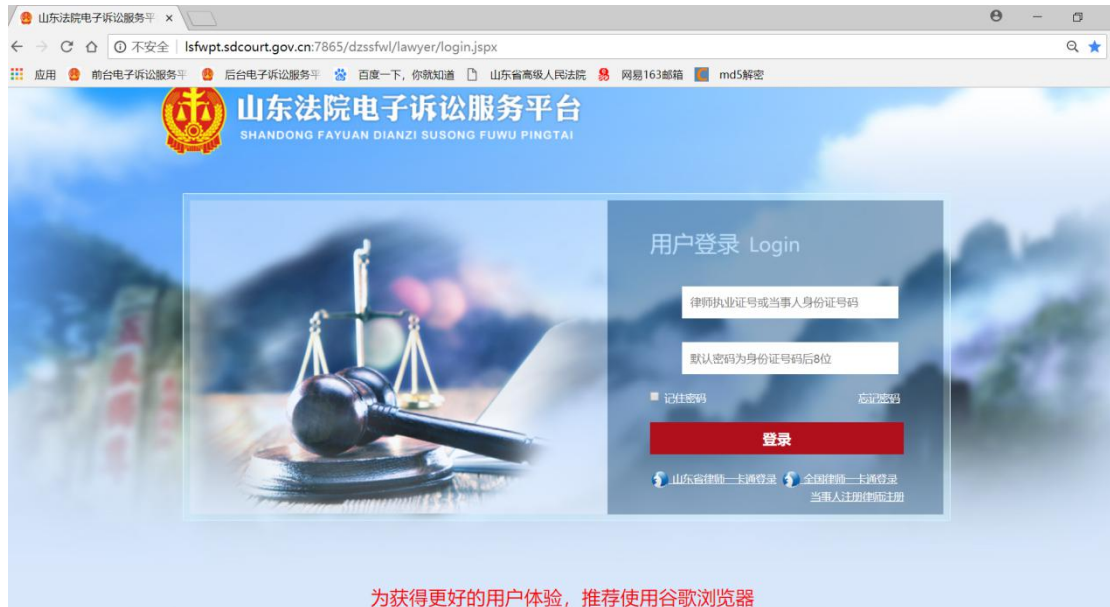 山东法院电子诉讼服务平 ×
不安全 | lsfwpt.sdcourt.gov.cn:7865/dzssfwl/lawyer/login.jspx
应用 前台电子诉讼服务平 后台电子诉讼服务平 百度一下，你就知道 山东省高级人民法院 网易163邮箱 md5解密
山东法院电子诉讼服务平台
SHANDONG FAYUAN DIANZI SUSONG FUWU PINGTAI
用户登录 Login
律师执业证号或当事人身份证号码
默认密码为身份证号码后8位
记住密码 忘记密码
登录
山东省律师一卡通登录 全国律师一卡通登录
当事人注册律师注册
为获得更好的用户体验，推荐使用谷歌浏览器